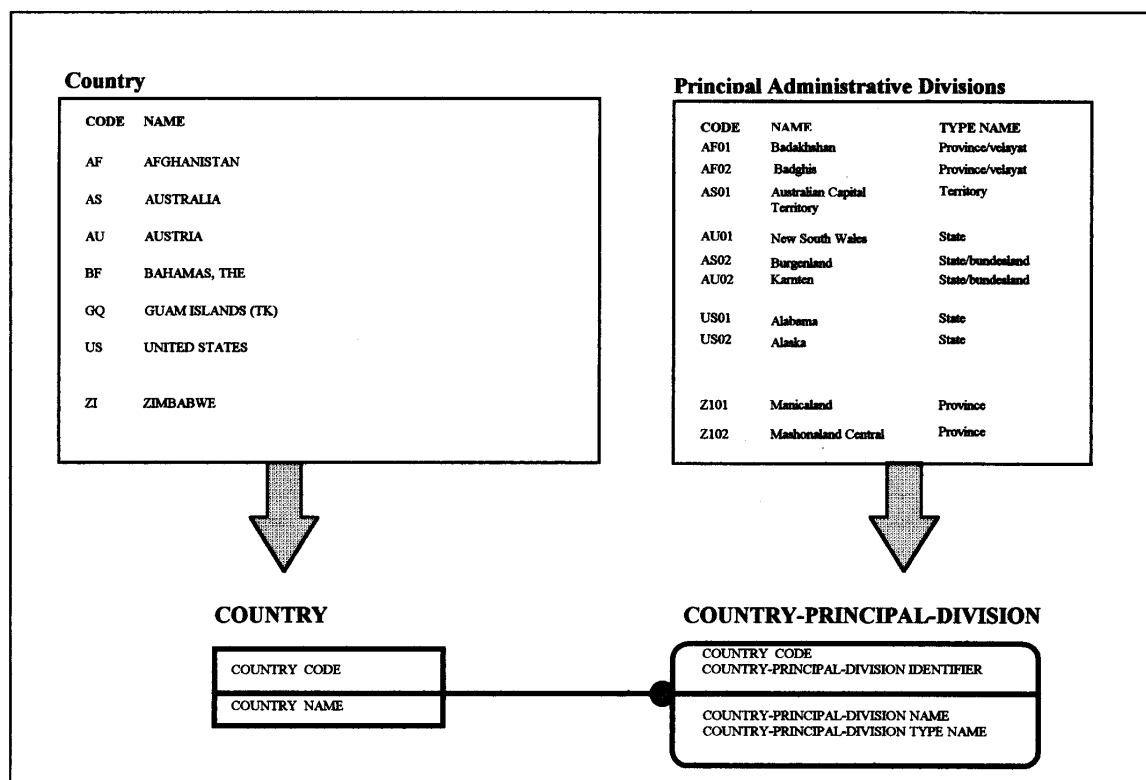 Country
CODE NAME
AF AFGHANISTAN
AS AUSTRALIA
AU AUSTRIA
BF BAHAMAS, THE
GQ GUAM ISLANDS (TK)
US UNITED STATES
ZI ZIMBABWE
Principal Administrative Divisions
CODE NAME TYPE NAME
AF01 Badakhshan Province/velayat
AF02 Badghis Province/velayat
AS01 Australian Capital Territory
Territory
AU01 New South Wales State
AS02 Burgenland State/bundesland
AU02 Karnten State/bundesland
US01 Alabama State
US02 Alaska State
Z101 Manicaland Province
Z102 Mashonaland Central Province
COUNTRY
COUNTRY CODE
COUNTRY NAME
COUNTRY-PRINCIPAL-DIVISION
COUNTRY CODE
COUNTRY-PRINCIPAL-DIVISION IDENTIFIER
COUNTRY-PRINCIPAL-DIVISION NAME
COUNTRY-PRINCIPAL-DIVISION TYPE NAME